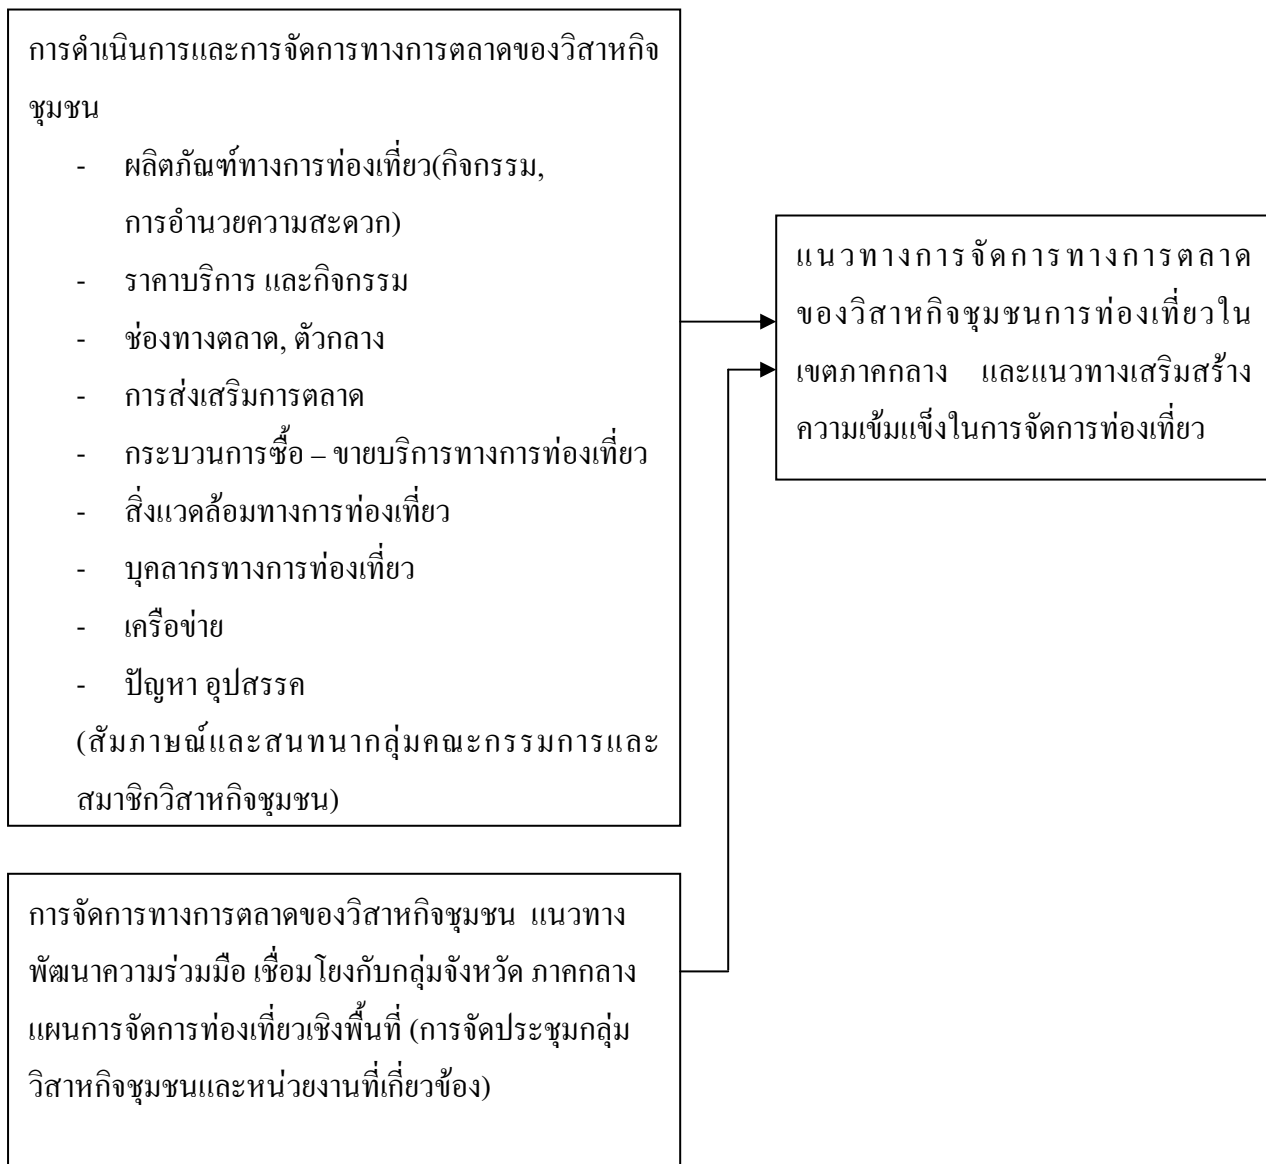 การดำเนินการและการจัดการทางการตลาดของวิสาหกิจ
ชุมชน
- ผลิตภัณฑ์ทางการท่องเที่ยว(กิจกรรม,
การอำนวยความสะดวก)
- ราคาบริการ และกิจกรรม
- ช่องทางตลาด, ตัวกลาง
- การส่งเสริมการตลาด
- กระบวนการซื้อ – ขายบริการทางการท่องเที่ยว
- สิ่งแวดล้อมทางการท่องเที่ยว
- บุคลากรทางการท่องเที่ยว
- เครือข่าย
- ปัญหา อุปสรรค
(สัมภาษณ์และสนทนากลุ่มคณะกรรมการและ
สมาชิกวิสาหกิจชุมชน)
แนวทางการจัดการทางการตลาด
ของวิสาหกิจชุมชนการท่องเที่ยวใน
เขตภาคกลาง และแนวทางเสริมสร้าง
ความเข้มแข็งในการจัดการท่องเที่ยว
การจัดการทางการตลาดของวิสาหกิจชุมชน แนวทาง
พัฒนาความร่วมมือ เชื่อมโยงกับกลุ่มจังหวัด ภาคกลาง
แผนการจัดการท่องเที่ยวเชิงพื้นที่ (การจัดประชุมกลุ่ม
วิสาหกิจชุมชนและหน่วยงานที่เกี่ยวข้อง)